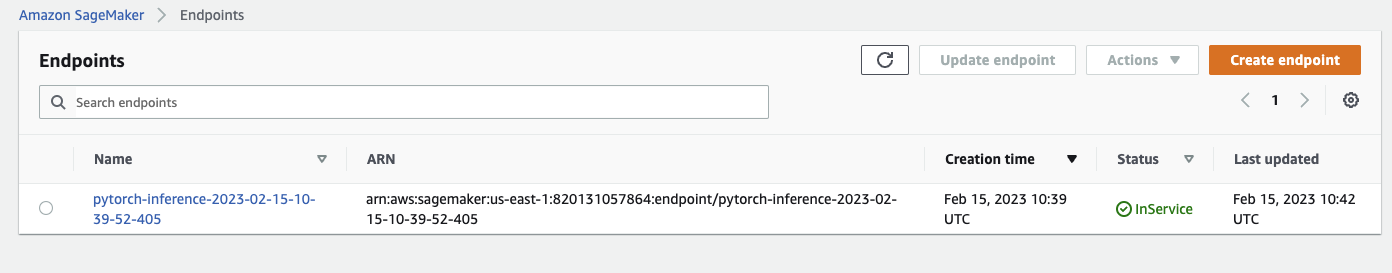 Amazon SageMaker > Endpoints
Endpoints
Update endpoint Actions Create endpoint
Search endpoints
1
Name ARN Creation time Status Last updated
pytorch-inference-2023-02-15-10- arn:aws:sagemaker:us-east-1:820131057864:endpoint/pytorch-inference-2023-02- Feb 15, 2023 10:39 InService Feb 15, 2023 10:42
39-52-405 15-10-39-52-405 UTC UTC